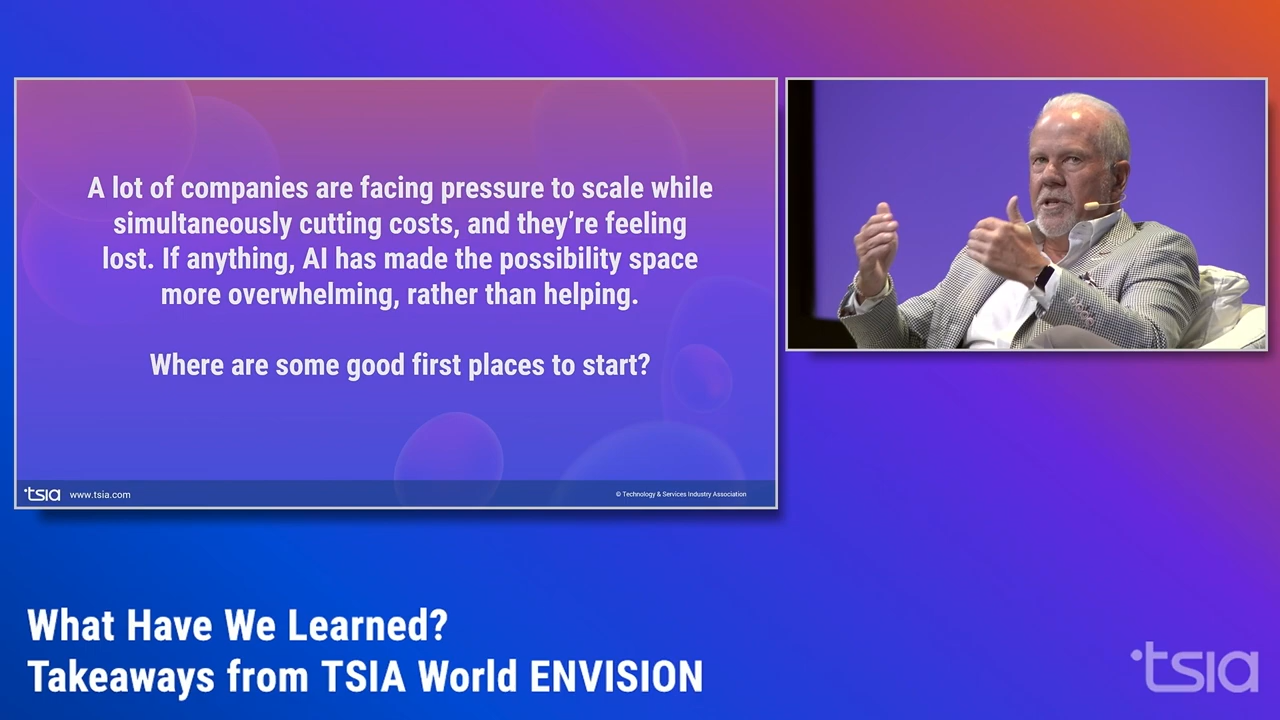 A lot of companies are facing pressure to scale while
simultaneously cutting costs, and they’re feeling
lost. If anything, AI has made the possibility space
more overwhelming, rather than helping.
Where are some good first places to start?
tsia www.tsia.com
© Technology & Services Industry Association
What Have We Learned?
Takeaways from TSIA World ENVISION
tsia